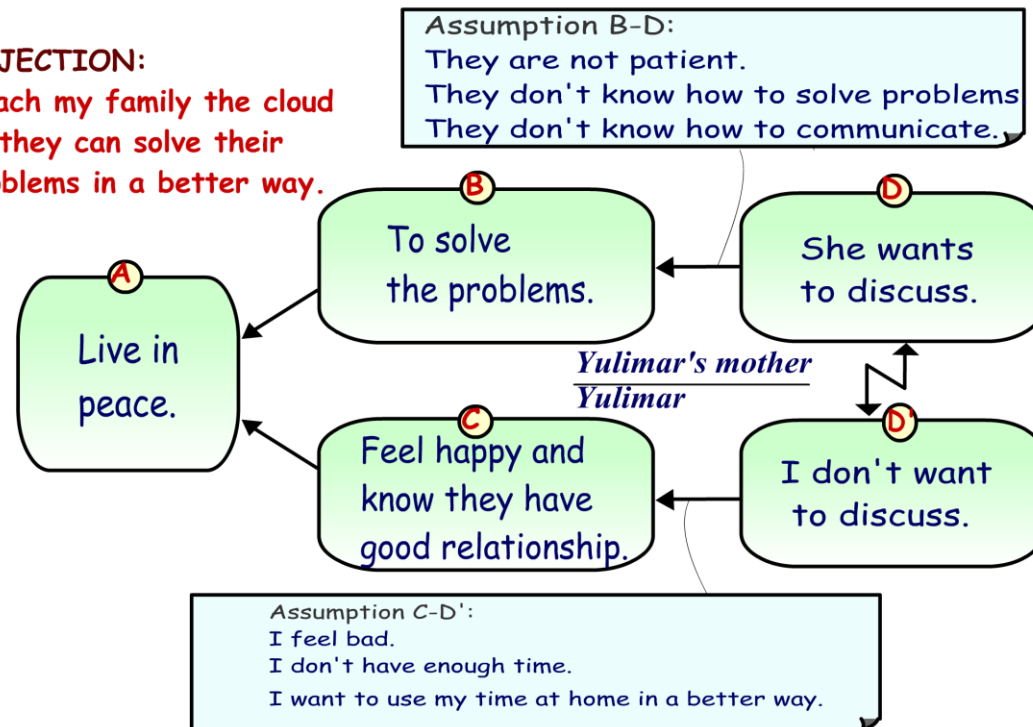 JECTION:
ach my family the cloud
they can solve their
blems in a better way.
Assumption B-D:
They are not patient.
They don't know how to solve problems
They don't know how to communicate.
B
To solve
the problems.
D
She wants
to discuss.
A
Live in
peace.
Yulimar's mother
Yulimar
C
Feel happy and
know they have
good relationship.
D'
I don't want
to discuss.
Assumption C-D':
I feel bad.
I don't have enough time.
I want to use my time at home in a better way.